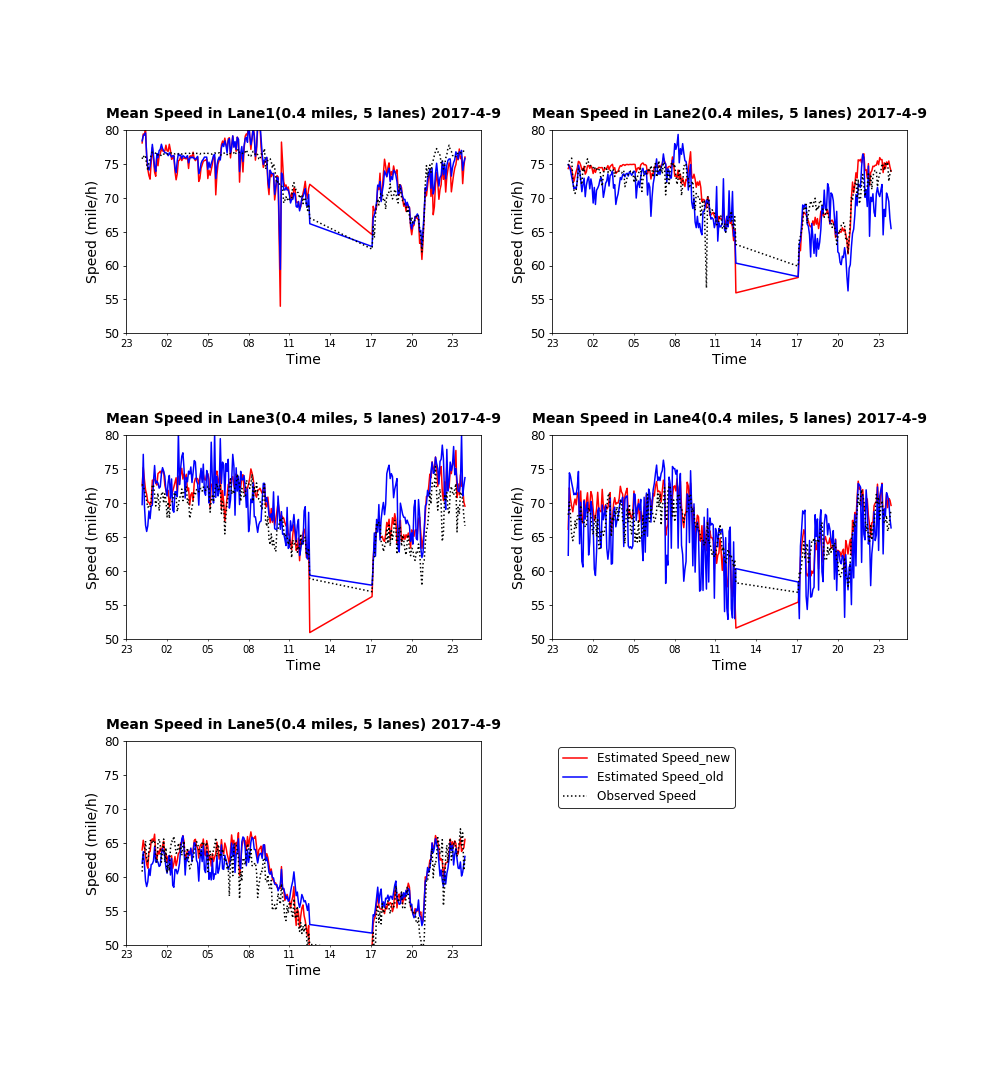 Mean Speed in Lane1(0.4 miles, 5 lanes) 2017-4-9
80
75
70
65
60
55
50
Speed (mile/h)
23 02 05 08 11 14 17 20 23
Time
Mean Speed in Lane2(0.4 miles, 5 lanes) 2017-4-9
80
75
70
65
60
55
50
Speed (mile/h)
23 02 05 08 11 14 17 20 23
Time
Mean Speed in Lane3(0.4 miles, 5 lanes) 2017-4-9
80
75
70
65
60
55
50
Speed (mile/h)
23 02 05 08 11 14 17 20 23
Time
Mean Speed in Lane4(0.4 miles, 5 lanes) 2017-4-9
80
75
70
65
60
55
50
Speed (mile/h)
23 02 05 08 11 14 17 20 23
Time
Mean Speed in Lane5(0.4 miles, 5 lanes) 2017-4-9
80
75
70
65
60
55
50
Speed (mile/h)
23 02 05 08 11 14 17 20 23
Time
Estimated Speed_new
Estimated Speed_old
Observed Speed